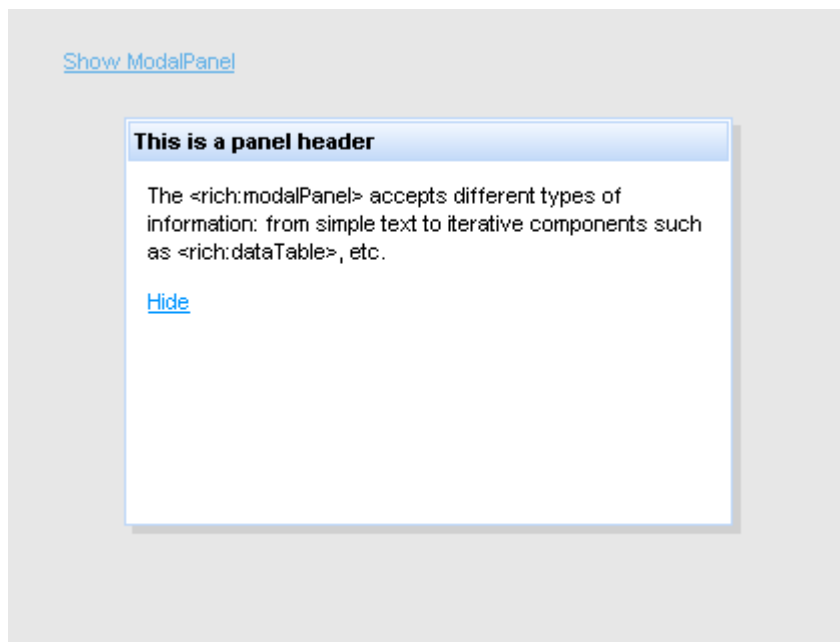 Show ModalPanel
This is a panel header
The <rich:modalPanel> accepts different types of
information: from simple text to iterative components such
as <rich:dataTable>, etc.
Hide